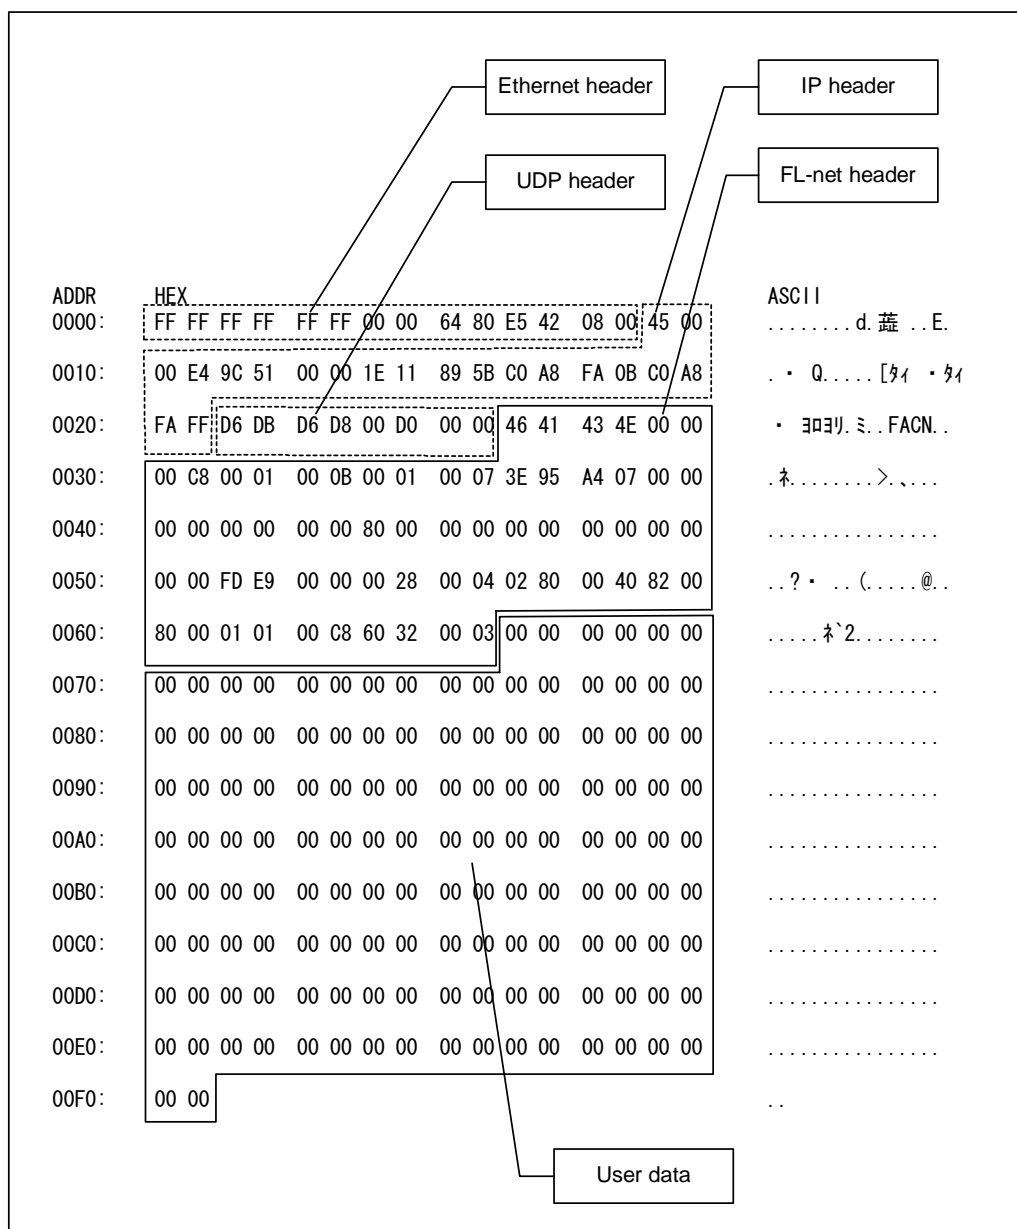 Ethernet header IP header
UDP header FL-net header
ADDR HEX ASCII
0000: FF FF FF FF FF FF 00 00 64 80 E5 42 08 00 45 00 ........d.蓋 ..E.
0010: 00 E4 9C 51 00 00 1E 11 89 5B C0 A8 FA 0B C0 A8 .・ Q.....[タィ ・タィ
0020: FA FF D6 DB D6 D8 00 D0 00 00 46 41 43 4E 00 00 ・ ヨロヨリ.ミ..FACN..
0030: 00 C8 00 01 00 0B 00 01 00 07 3E 95 A4 07 00 00 .ネ........>.、...
0040: 00 00 00 00 00 00 80 00 00 00 00 00 00 00 00 00 ................
0050: 00 00 FD E9 00 00 00 28 00 04 02 80 00 40 82 00 ..?・ ..(.....@..
0060: 80 00 01 01 00 C8 60 32 00 03 00 00 00 00 00 00 .....ネ`2........
0070: 00 00 00 00 00 00 00 00 00 00 00 00 00 00 00 00 ................
0080: 00 00 00 00 00 00 00 00 00 00 00 00 00 00 00 00 ................
0090: 00 00 00 00 00 00 00 00 00 00 00 00 00 00 00 00 ................
00A0: 00 00 00 00 00 00 00 00 00 00 00 00 00 00 00 00 ................
00B0: 00 00 00 00 00 00 00 00 00 00 00 00 00 00 00 00 ................
00C0: 00 00 00 00 00 00 00 00 00 00 00 00 00 00 00 00 ................
00D0: 00 00 00 00 00 00 00 00 00 00 00 00 00 00 00 00 ................
00E0: 00 00 00 00 00 00 00 00 00 00 00 00 00 00 00 00 ................
00F0: 00 00 ..
User data